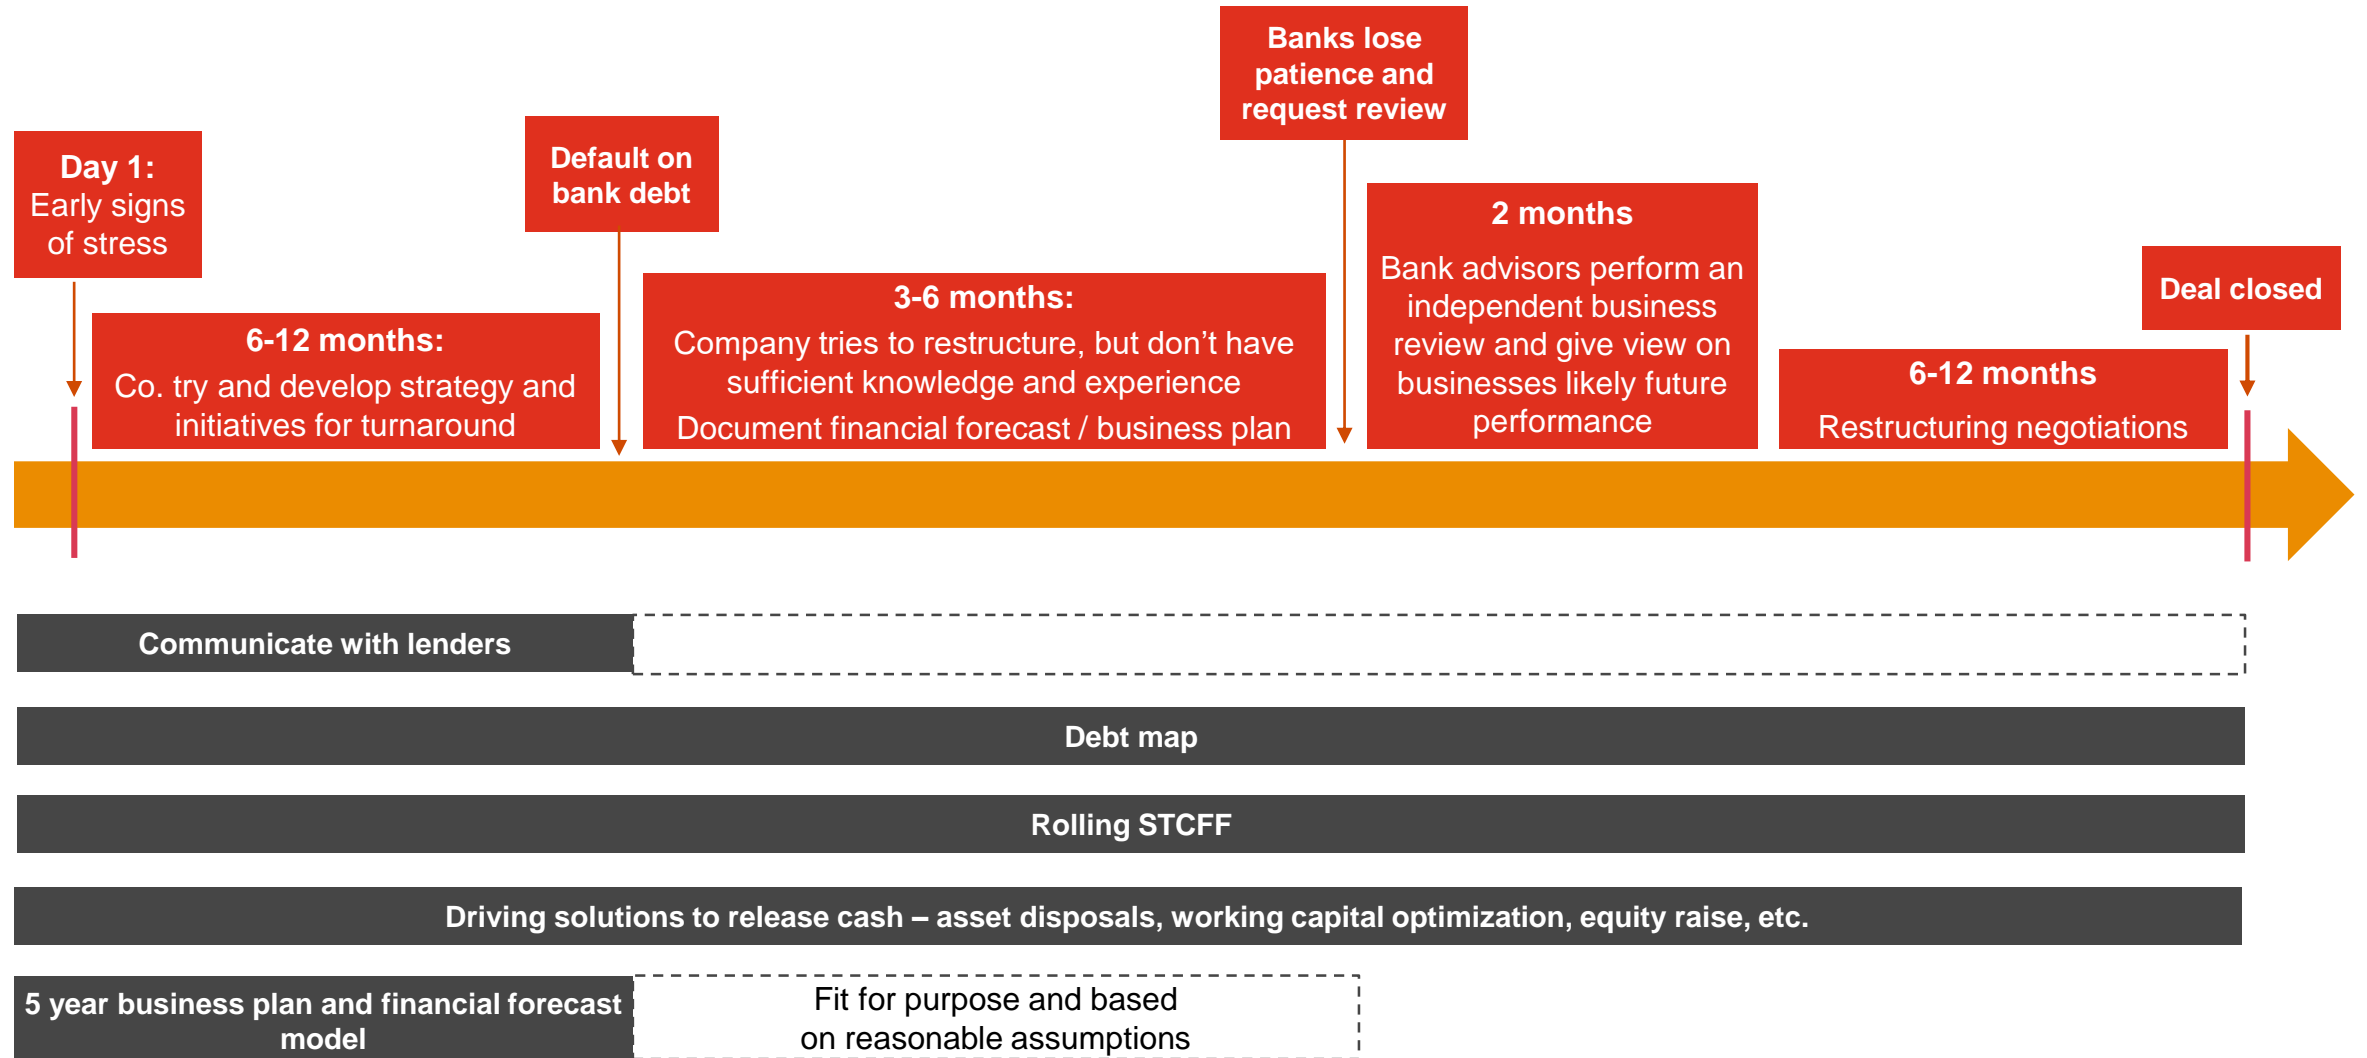 Day 1:
Early signs
of stress
6-12 months:
Co. try and develop strategy and
initiatives for turnaround
Default on
bank debt
3-6 months:
Company tries to restructure, but don't have
sufficient knowledge and experience
Document financial forecast / business plan
Banks lose
patience and
request review
2 months
Bank advisors perform an
independent business
review and give view on
businesses likely future
performance
6-12 months
Restructuring negotiations
Deal closed
Communicate with lenders
Debt map
Rolling STCFF
Driving solutions to release cash – asset disposals, working capital optimization, equity raise, etc.
5 year business plan and financial forecast
model
Fit for purpose and based
on reasonable assumptions